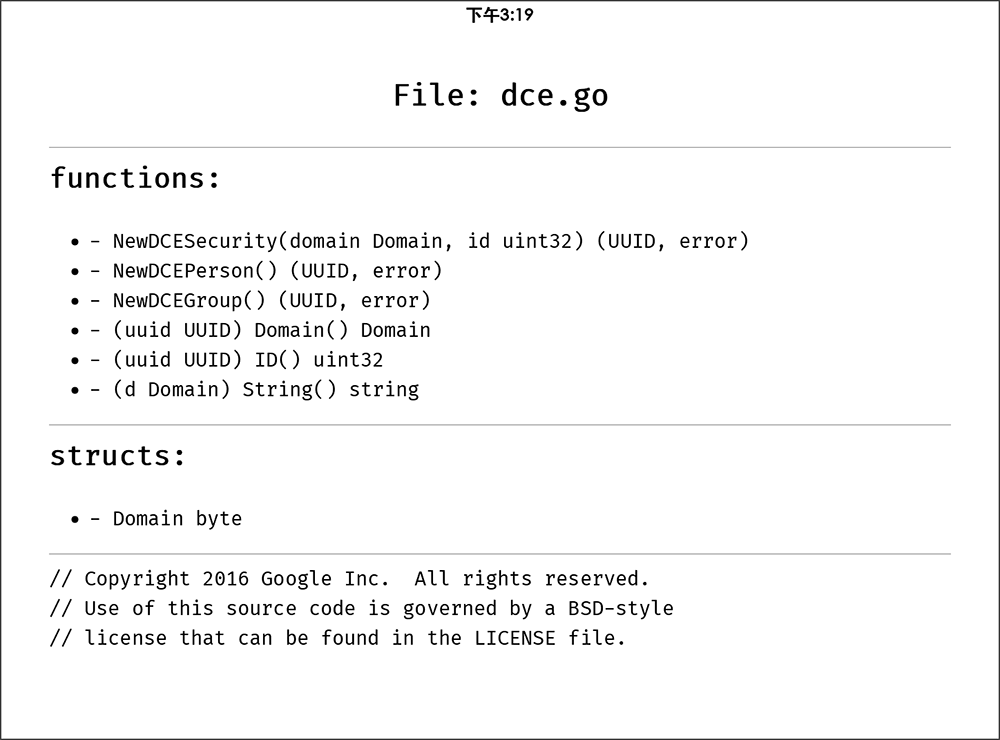 下午3:19
File: dce.go
functions:
• – NewDCESecurity(domain Domain, id uint32) (UUID, error)
• – NewDCEPerson() (UUID, error)
• – NewDCEGroup() (UUID, error)
• – (uuid UUID) Domain() Domain
• – (uuid UUID) ID() uint32
• – (d Domain) String() string
structs:
• – Domain byte
// Copyright 2016 Google Inc.  All rights reserved.
// Use of this source code is governed by a BSD-style
// license that can be found in the LICENSE file.